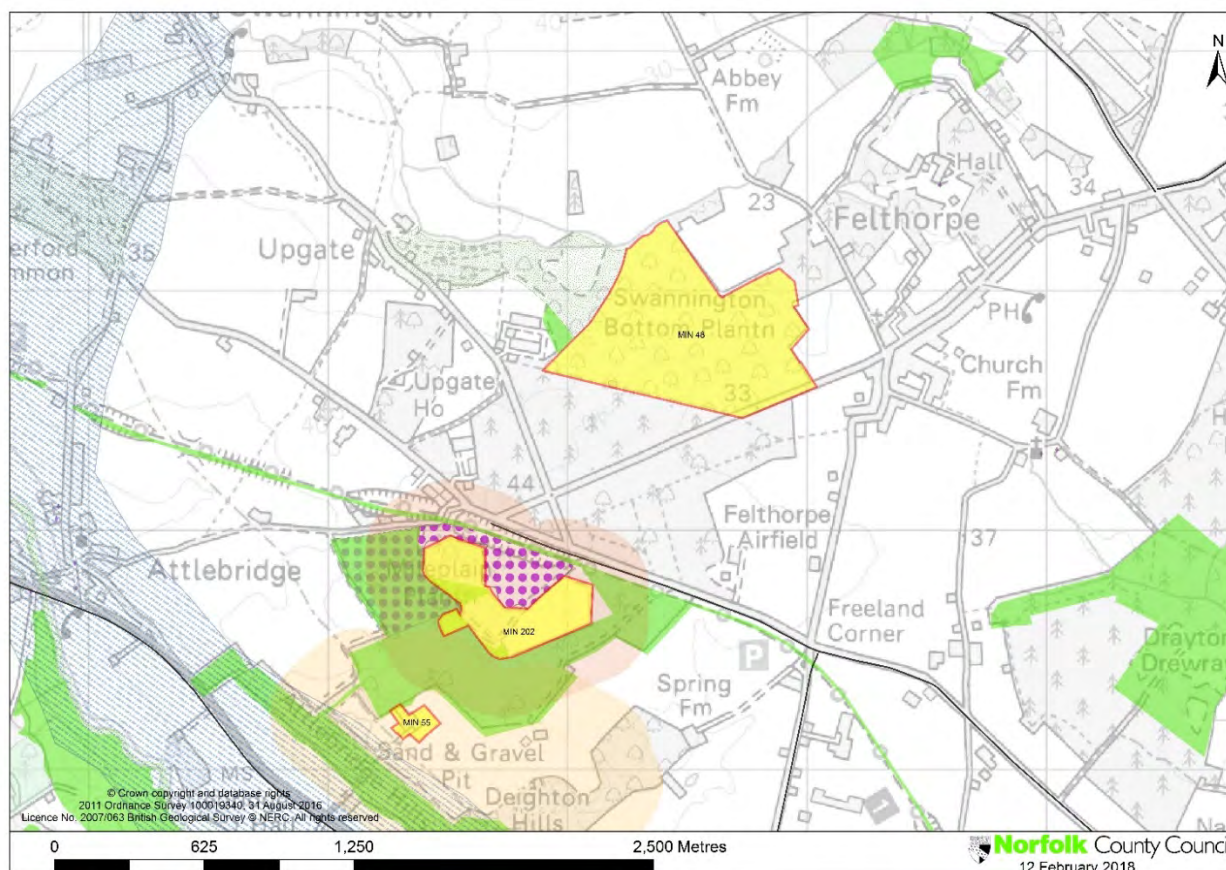 Swannington
Abbey
Fm
N
Hall
34
23
Felthorpe
35
Upgate
Swannington
Bottom Plantn
MIN 48
PH
Church
Fm
33
Upgate
Ho
44
Felthorpe
Airfield
37
Attlebridge
MIN 202
Freeland
Corner
Drayton
P
Spring
Fm
MIN 55
Sand & Gravel
Pit
MS
Deighton
Hills
© Crown copyright and database rights
2011 Ordnance Survey 100019340, 31 August 2016
Licence No. 2007/063 British Geological Survey © NERC. All rights reserved
0 625 1,250 2,500 Metres
Norfolk County Council
12 February 2018